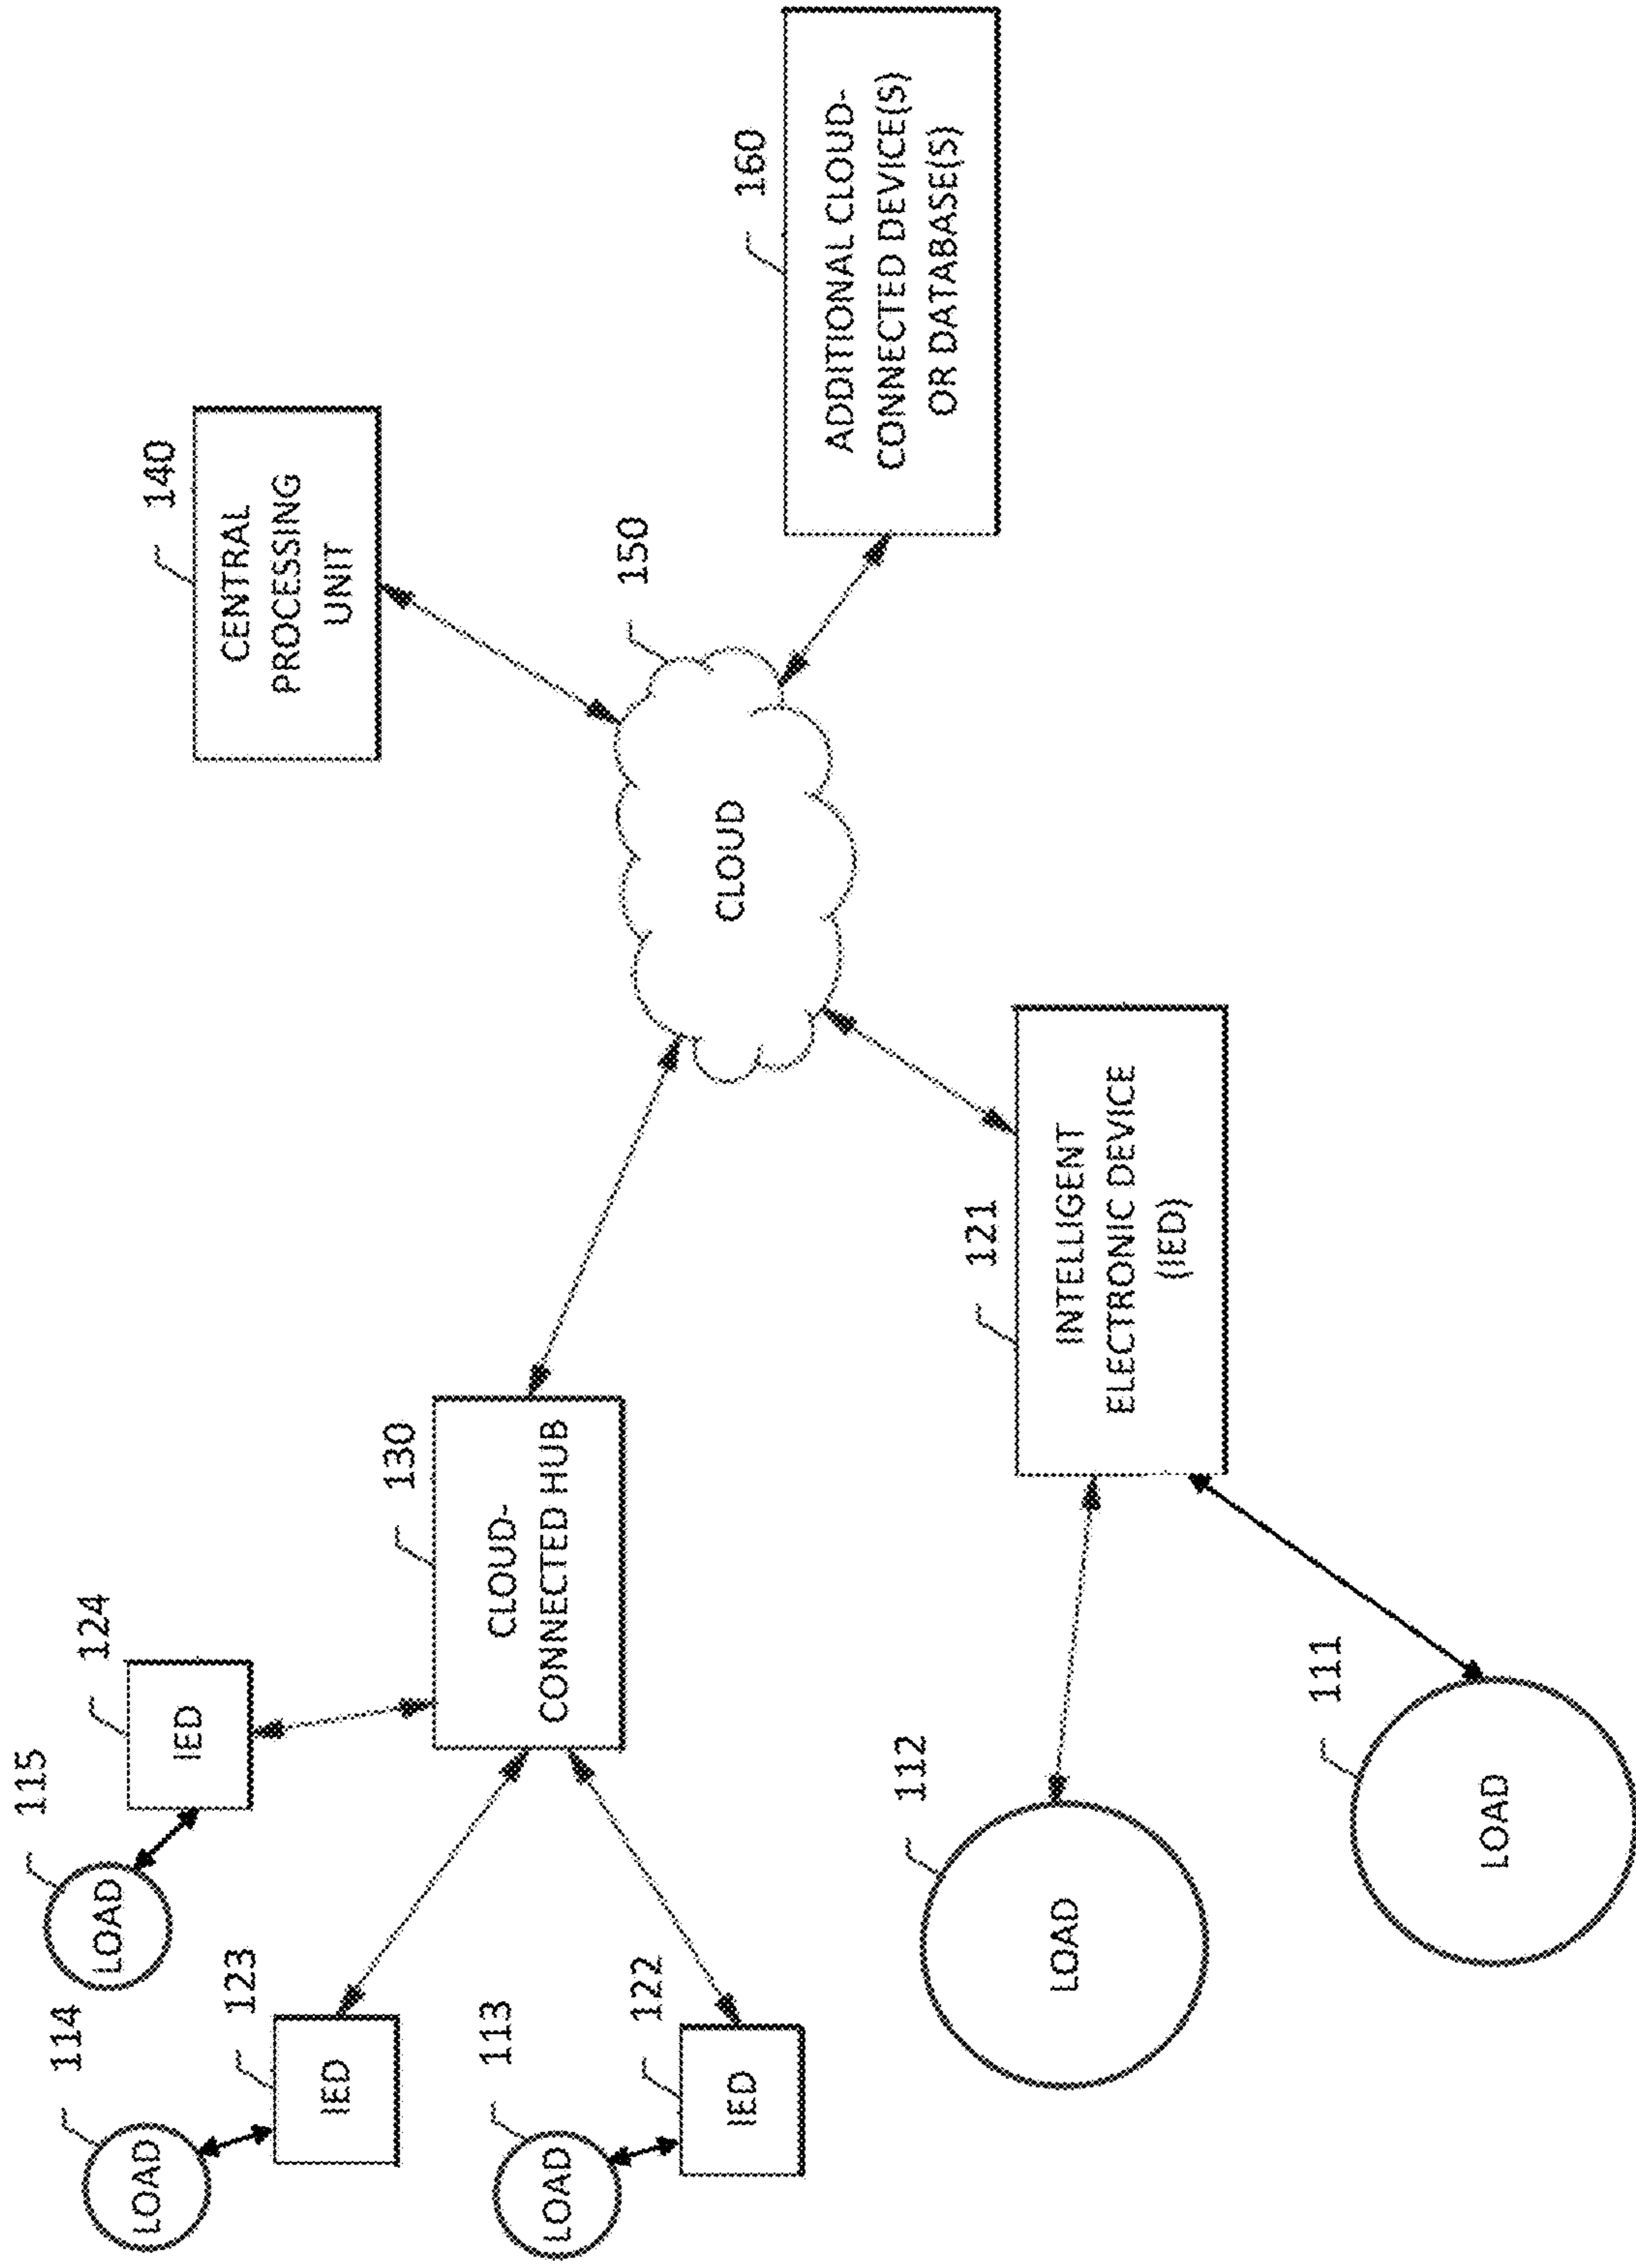 115
114
124
LOAD
LOAD
140
IED
123
CENTRAL
PROCESSING
UNIT
IED
130
113
CLOUD-
CONNECTED HUB
LOAD
122
150
IED
CLOUD
160
ADDITIONAL CLOUD-
CONNECTED DEVICE(S)
OR DATABASE(S)
112
121
LOAD
INTELLIGENT
ELECTRONIC DEVICE
(IED)
111
LOAD